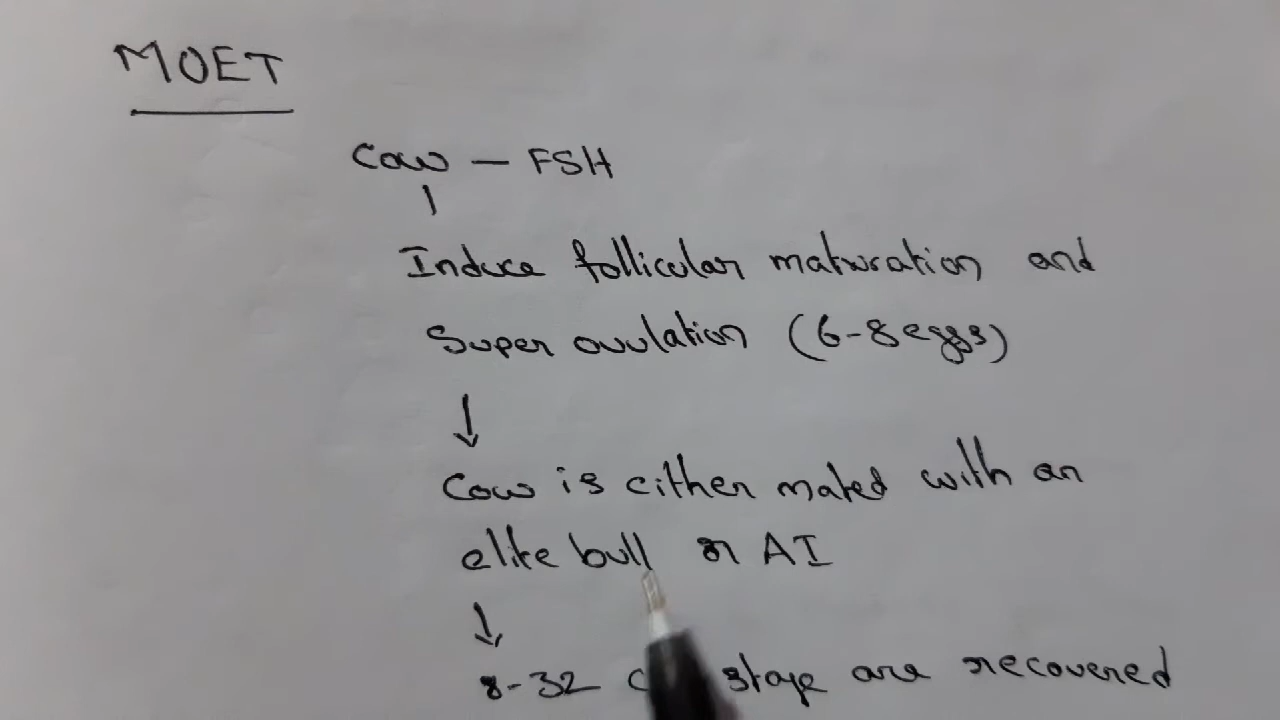 MOET
Cow — FSH
Induce follicular maturation and
Super ovulation (6-8 eggs)
Cow is either mated with an
elite bull or AI
8-32 stage are recovered